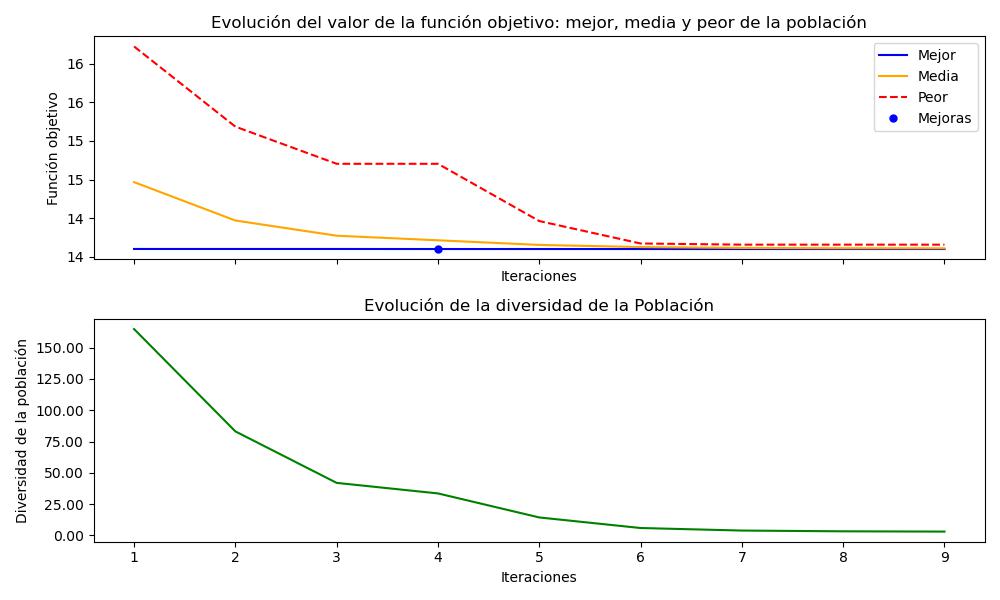 Evolución del valor de la función objetivo: mejor, media y peor de la población
Función objetivo
16
16
15
15
14
14
Mejor
Media
Peor
Mejoras
Iteraciones
Evolución de la diversidad de la Población
Diversidad de la población
150.00
125.00
100.00
75.00
50.00
25.00
0.00
1 2 3 4 5 6 7 8 9
Iteraciones